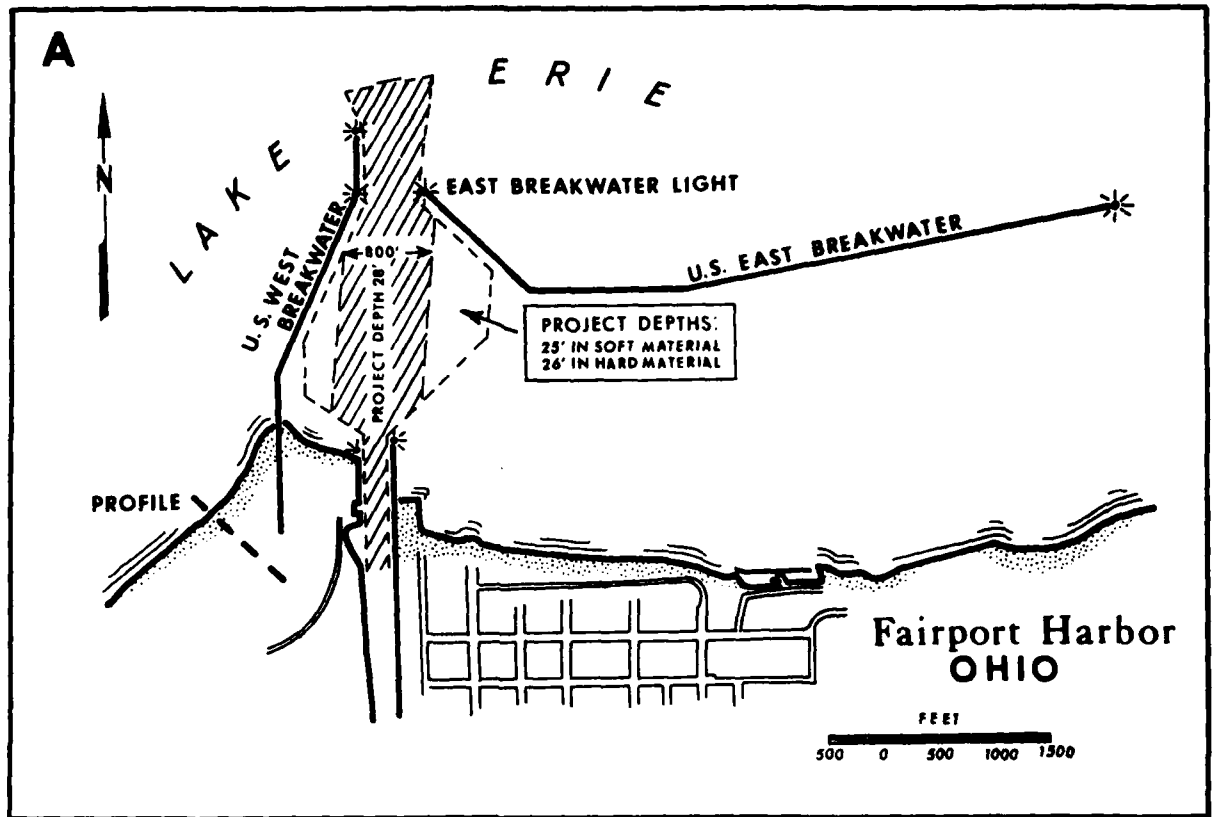 A
LAKE ERIE
N
EAST BREAKWATER LIGHT
U.S. WEST
BREAKWATER
800'
PROJECT DEPTH 28'
U.S. EAST BREAKWATER
PROJECT DEPTHS:
25' IN SOFT MATERIAL
26' IN HARD MATERIAL
PROFILE
Fairport Harbor
OHIO
FEET
500 0 500 1000 1500